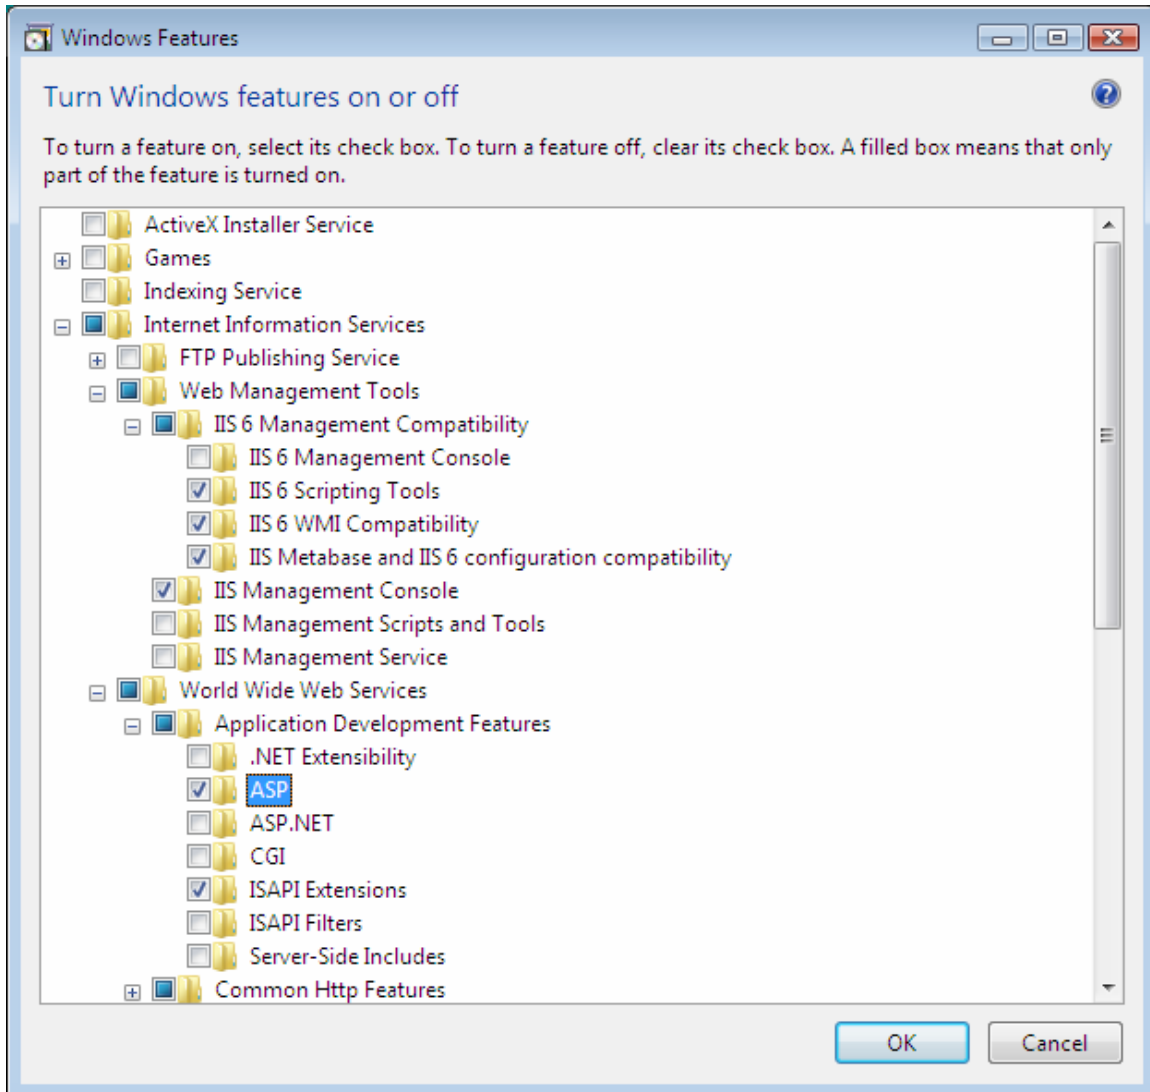 Windows Features
Turn Windows features on or off
To turn a feature on, select its check box. To turn a feature off, clear its check box. A filled box means that only
part of the feature is turned on.
ActiveX Installer Service
Games
Indexing Service
Internet Information Services
FTP Publishing Service
Web Management Tools
IIS 6 Management Compatibility
IIS 6 Management Console
IIS 6 Scripting Tools
IIS 6 WMI Compatibility
IIS Metabase and IIS 6 configuration compatibility
IIS Management Console
IIS Management Scripts and Tools
IIS Management Service
World Wide Web Services
Application Development Features
.NET Extensibility
ASP
ASP.NET
CGI
ISAPI Extensions
ISAPI Filters
Server-Side Includes
Common Http Features
OK Cancel